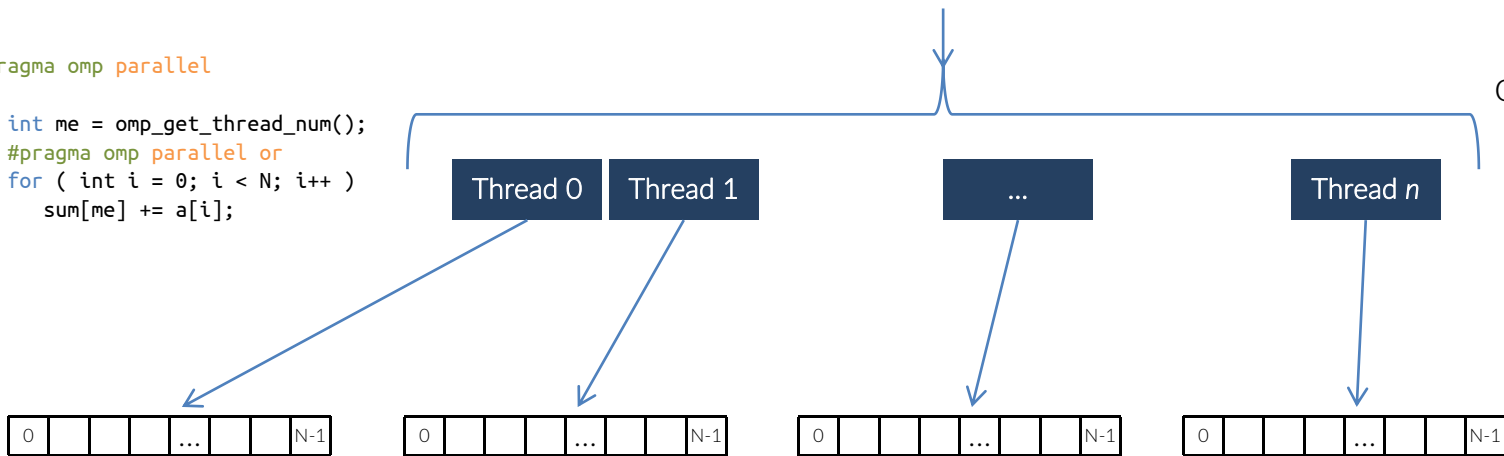 ragma omp parallel
int me = omp_get_thread_num();
#pragma omp parallel or
for ( int i = 0; i < N; i++ )
sum[me] += a[i];
Thread 0 Thread 1 ... Thread n
0 ... N-1 0 ... N-1 0 ... N-1 0 ... N-1